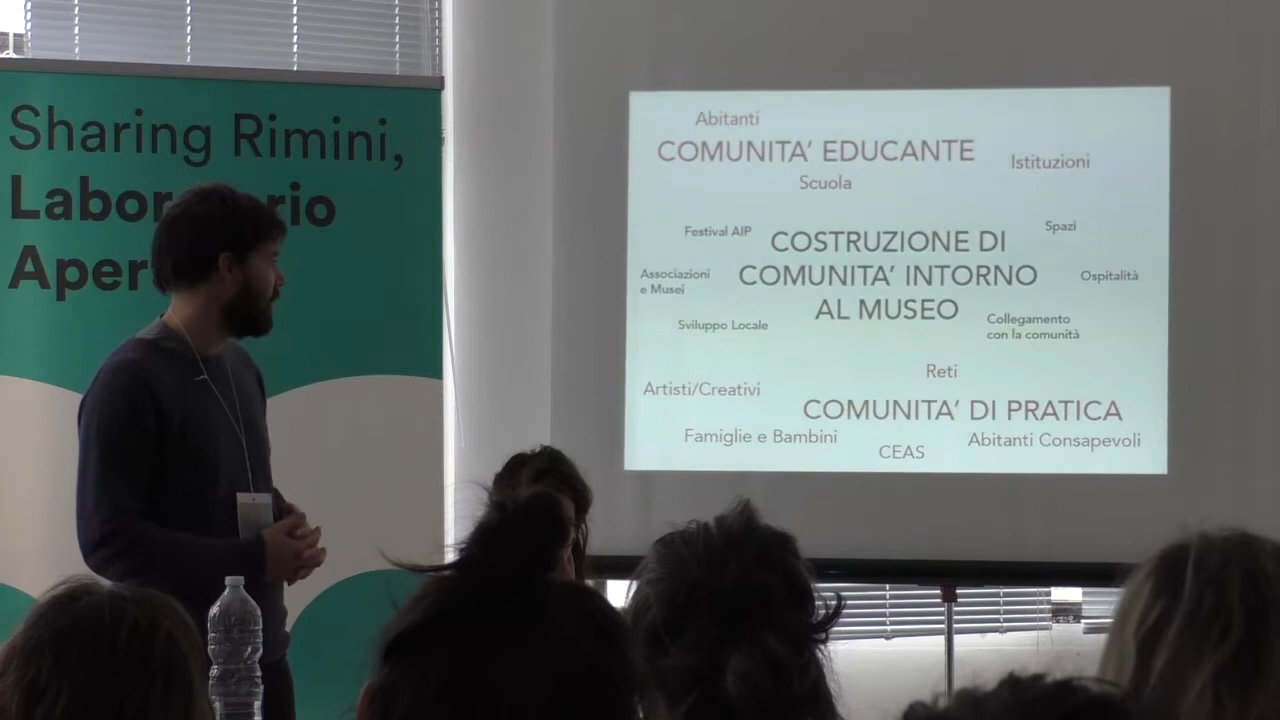 Sharing Rimini,
Abitanti
COMUNITA' EDUCANTE
Istituzioni
Scuola
Festival AIP
Spazi
COSTRUZIONE DI
COMUNITA' INTORNO
AL MUSEO
Associazioni
e Musei
Ospitalità
Sviluppo Locale
Collegamento
con la comunità
Reti
Artisti/Creativi
COMUNITA' DI PRATICA
Famiglie e Bambini
CEAS
Abitanti Consapevoli